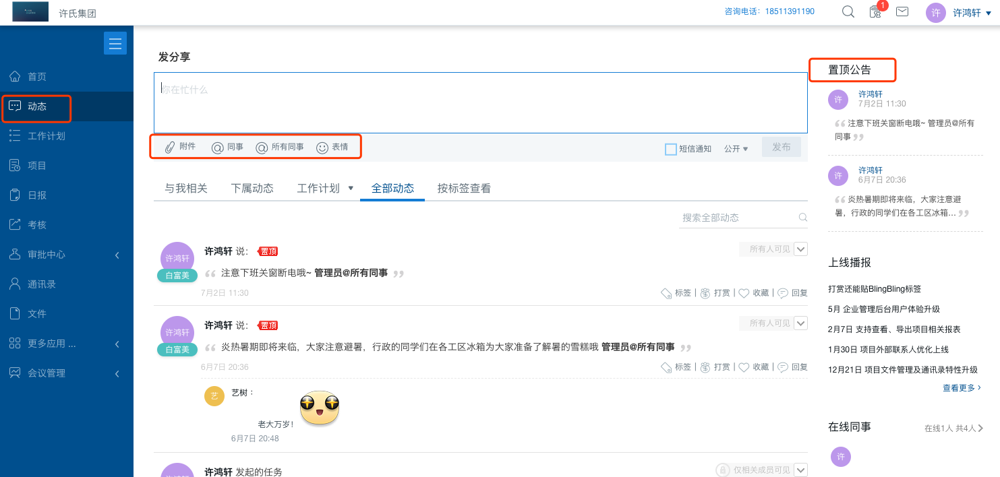 许氏集团
咨询电话：18511391190
1
许
许鸿轩
首页
动态
工作计划
项目
日报
考核
审批中心
通讯录
文件
更多应用 ...
会议管理
发分享
你在忙什么
附件
同事
所有同事
表情
短信通知
公开
发布
与我相关
下属动态
工作计划
全部动态
按标签查看
搜索全部动态
许鸿轩
白富美
许鸿轩 说： 置顶
所有人可见
注意下班关窗断电哦~ 管理员@所有同事
7月2日 11:30
标签 | 打赏 | 收藏 | 回复
许鸿轩
白富美
许鸿轩 说： 置顶
所有人可见
炎热暑期即将来临，大家注意避暑，行政的同学们在各工区冰箱为大家准备了解暑的雪糕哦 管理员@所有同事
6月7日 20:36
标签 | 打赏 | 收藏 | 回复
艺
艺树：
老大万岁！
6月7日 20:48
许鸿轩
许鸿轩 发起的任务
仅相关成员可见
置顶公告
许
许鸿轩
7月2日 11:30
注意下班关窗断电哦~ 管理员@所有
同事
许
许鸿轩
6月7日 20:36
炎热暑期即将来临，大家注意避
暑，行政的同学们在各工区冰箱...
上线播报
打赏还能贴BlingBling标签
5月 企业管理后台用户体验升级
2月7日 支持查看、导出项目相关报表
1月30日 项目外部联系人优化上线
12月21日 项目文件管理及通讯录特性升级
查看更多
在线同事
在线1人 共4人
许